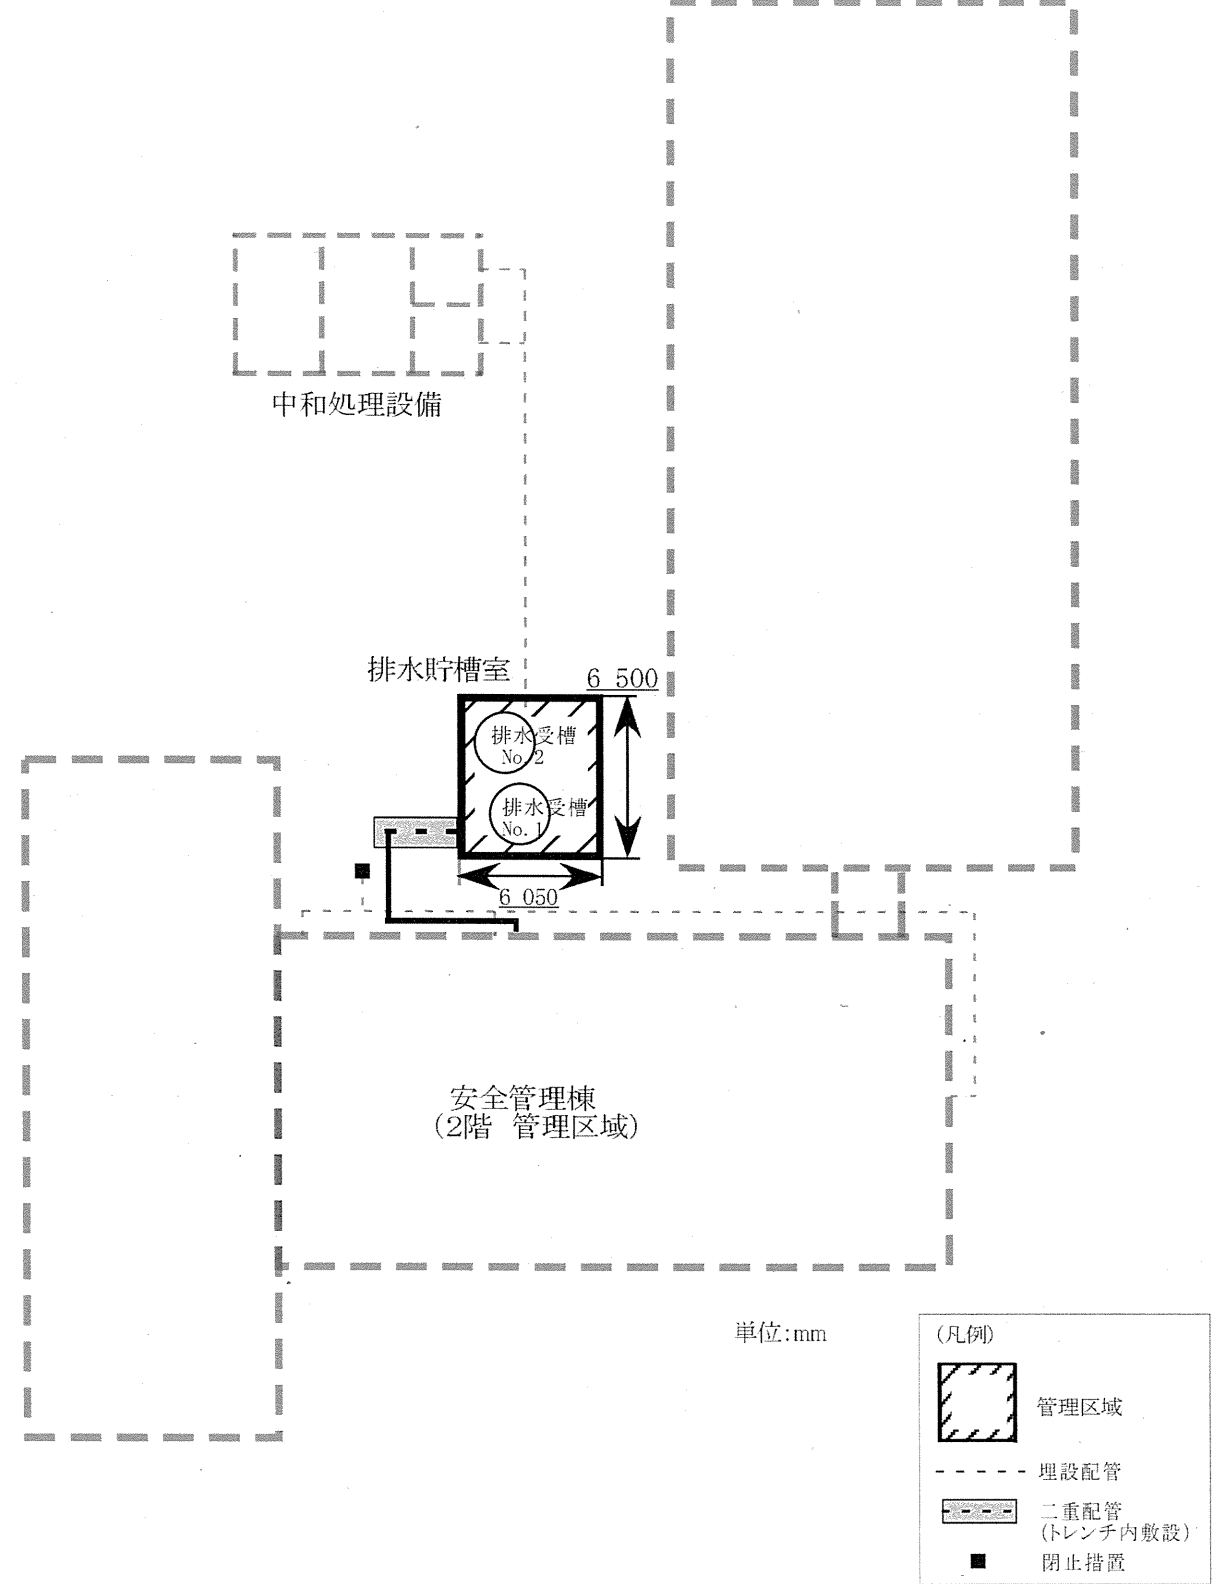 中和処理設備
排水貯槽室
6 500
排水受槽
No. 2
排水受槽
No. 1
6 050
安全管理棟
(2階 管理区域)
単位:mm
(凡例)
管理区域
埋設配管
二重配管
(トレンチ内敷設)
閉止措置